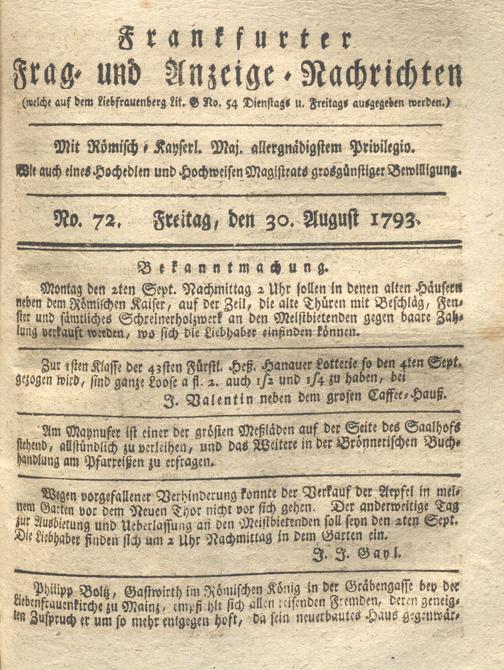 Frankfurter
Frag- und Anzeige-Nachrichten
(welche auf dem Liebfrauenberg Lit. G No. 54 Dienstags u. Freitags ausgegeben werden.)
Mit Römisch-Kayserl. Maj. allergnädigstem Privilegio.
Wie auch eines Hochedlen und Hochweisen Magistrats grosgünstiger Bewilligung.
No. 72. Freitag, den 30. August 1793.
Bekanntmachung.
Montag den 2ten Sept. Nachmittag 2 Uhr sollen in denen alten Häusern
neben dem Römischen Kaiser, auf der Zeil, die alte Thüren mit Beschläg, Fen-
ster und sämtliches Schreinerholzwerk an den Meistbietenden gegen baare Zah-
lung verkauft werden, wo sich die Liebhaber einfinden können.
Zur 1sten Klasse der 43sten Fürstl. Heß. Hanauer Lotterie so den 4ten Sept.
gezogen wird, sind ganze Loose a fl. 2. auch 1/2 und 1/4 zu haben, bei
J. Valentin neben dem grosen Caffee-Hauß.
Am Maynufer ist einer der grösten Meßläden auf der Seite des Saalhofs
stehend, allstündlich zu verleihen, und das Weitere in der Brönnerischen Buch-
handlung am Pfarreißen zu erfragen.
Wegen vorgefallener Verhinderung konnte der Verkauf der Aepfel in mei-
nem Garten vor dem Neuen Thor nicht vor sich gehen. Der anderweitige Tag
zur Ausbietung und Ueberlassung an den Meistbietenden soll seyn den 2ten Sept.
Die Liebhaber finden sich um 2 Uhr Nachmittag in dem Garten ein.
J. J. Gayl.
Philipp Boltz, Gastwirth im Römischen König in der Gräbengasse bey der
Liebenfrauenkirche zu Mainz, empfihlt sich allen reisenden Fremden, deren geneig-
ten Zuspruch er um so mehr entgegen hoft, da sein neuerbautes Haus gegenwär-